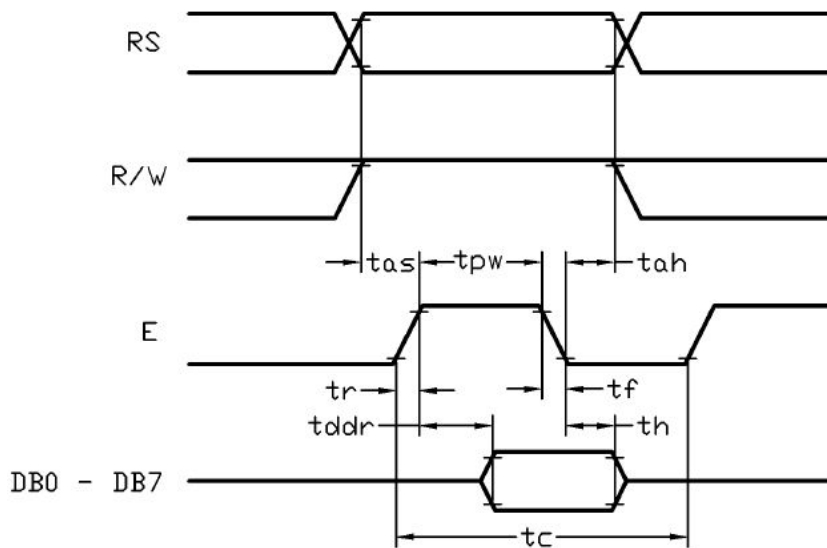 RS
R/W
tas tpw tah
E
tr tf
tddr th
DB0 - DB7
tc